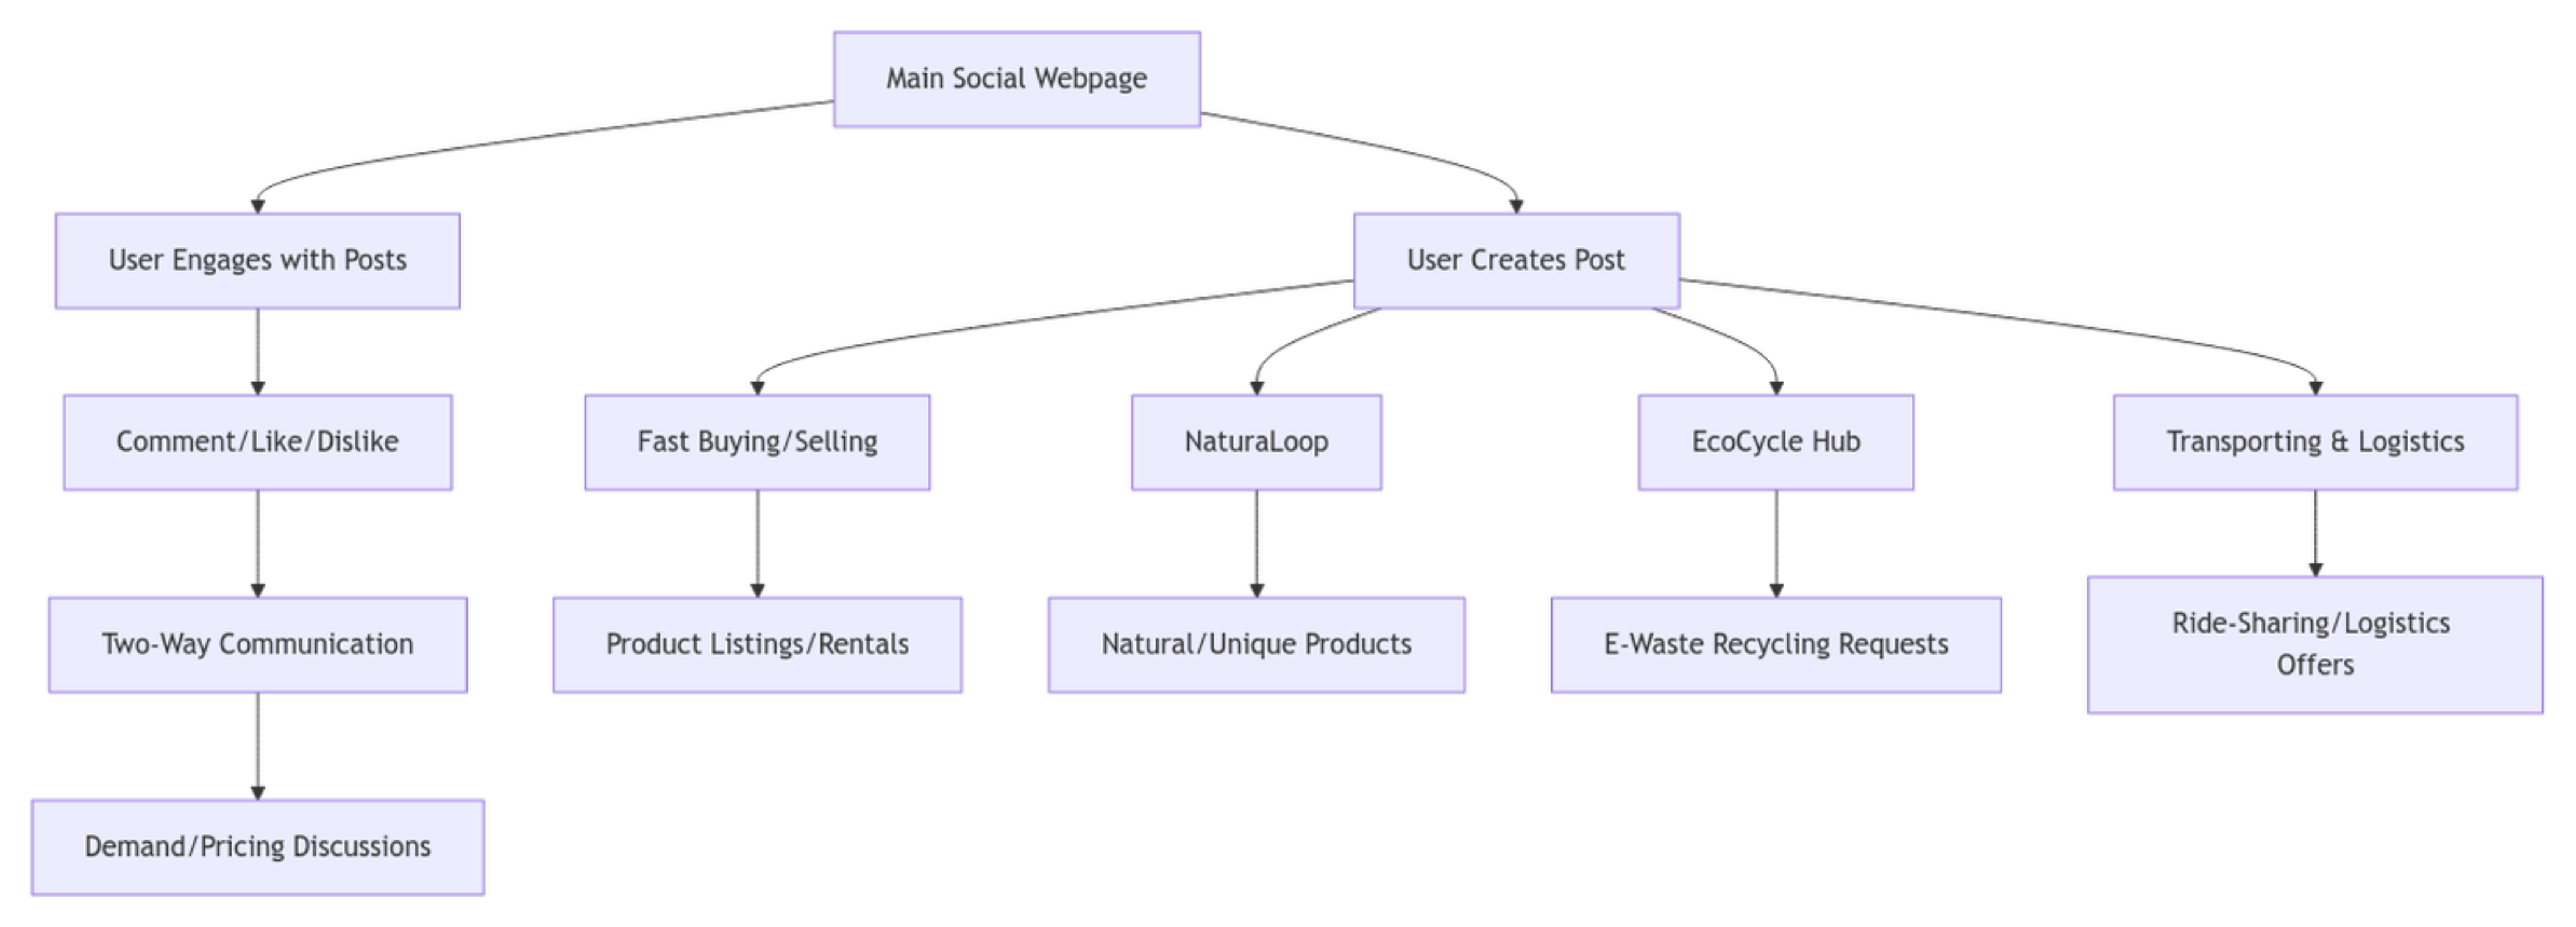 Main Social Webpage
User Engages with Posts
User Creates Post
Comment/Like/Dislike
Fast Buying/Selling
NaturaLoop
EcoCycle Hub
Transporting & Logistics
Two-Way Communication
Product Listings/Rentals
Natural/Unique Products
E-Waste Recycling Requests
Ride-Sharing/Logistics
Offers
Demand/Pricing Discussions